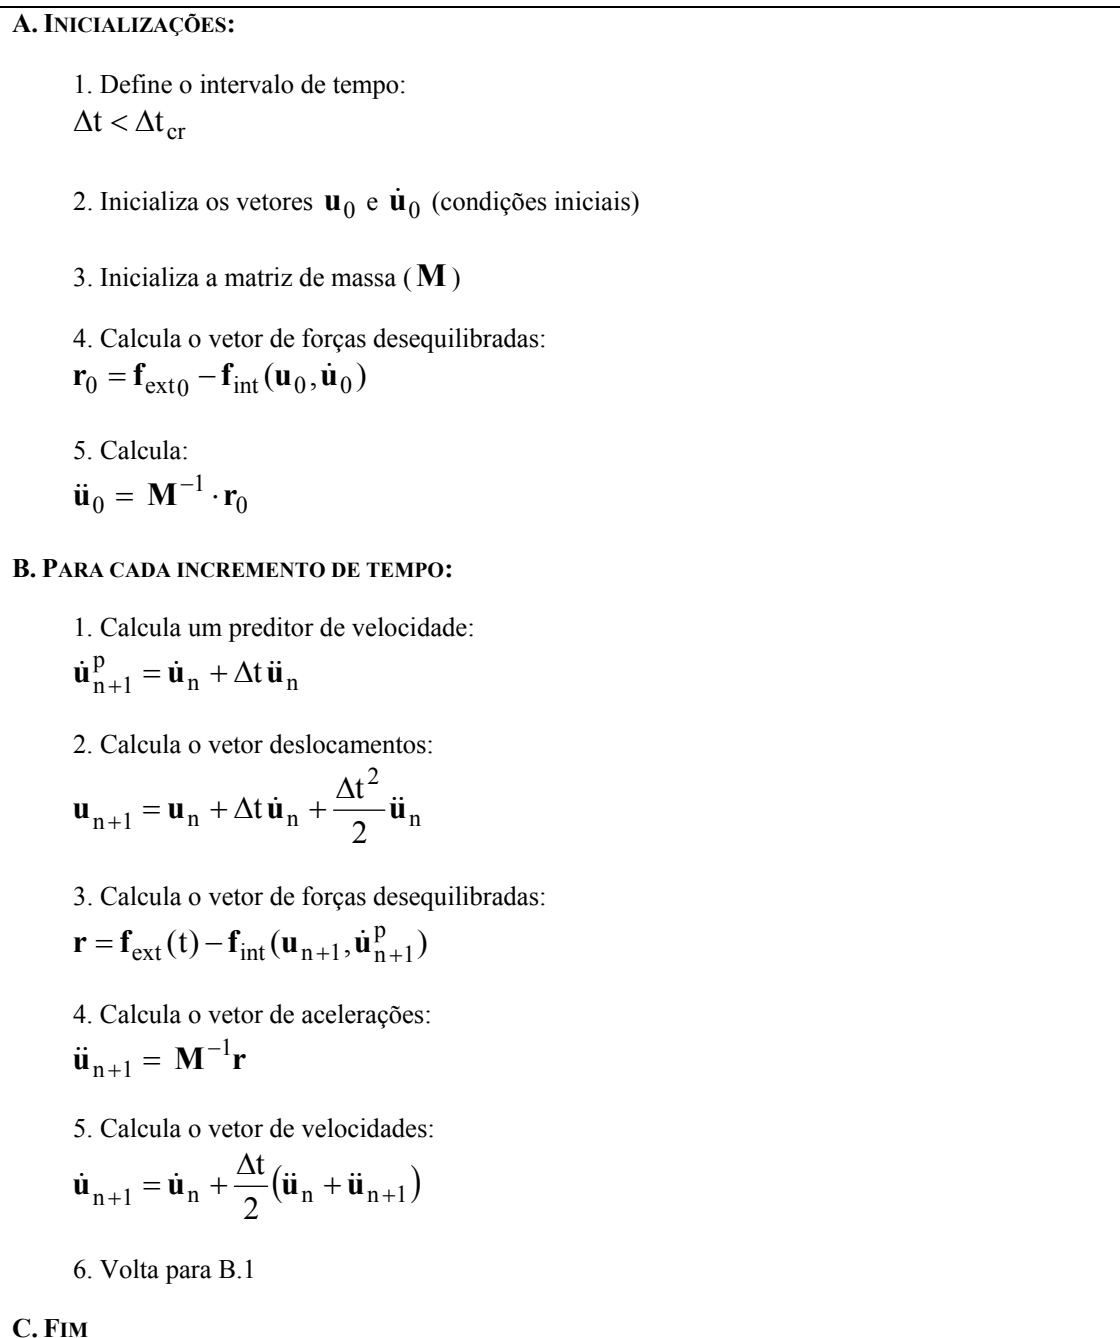 A. INICIALIZAÇÕES:
1. Define o intervalo de tempo:
Δt < Δt_cr
2. Inicializa os vetores u_0 e u̇_0 (condições iniciais)
3. Inicializa a matriz de massa ( M )
4. Calcula o vetor de forças desequilibradas:
r_0 = f_ext0 − f_int (u_0, u̇_0)
5. Calcula:
ü_0 = M^−1 · r_0
B. PARA CADA INCREMENTO DE TEMPO:
1. Calcula um preditor de velocidade:
u̇^p_n+1 = u̇_n + Δt ü_n
2. Calcula o vetor deslocamentos:
u_n+1 = u_n + Δt u̇_n + Δt^2/2 ü_n
3. Calcula o vetor de forças desequilibradas:
r = f_ext (t) − f_int (u_n+1, u̇^p_n+1)
4. Calcula o vetor de acelerações:
ü_n+1 = M^−1 r
5. Calcula o vetor de velocidades:
u̇_n+1 = u̇_n + Δt/2 (ü_n + ü_n+1)
6. Volta para B.1
C. FIM